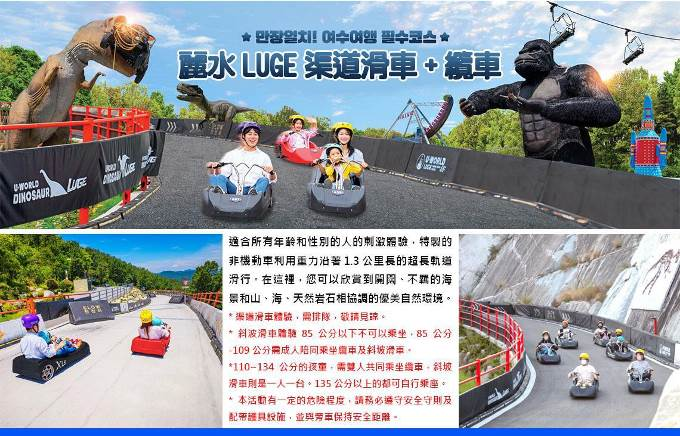 만장일치! 여수여행 필수코스
麗水 LUGE 渠道滑車 + 纜車
U-WORLD
DINOSAUR LUGE
U-WORLD
DINOSAUR LUGE
U-WORLD
LUGE
適合所有年齡和性別的人的刺激體驗，特製的
非機動車利用重力沿著 1.3 公里長的超長軌道
滑行。在這裡，您可以欣賞到開闊、不羈的海
景和山、海、天然岩石相協調的優美自然環境。
* 渠道滑車體驗，需排隊，敬請見諒。
* 斜波滑車體驗 85 公分以下不可以乘坐，85 公分
-109 公分需成人陪同乘坐纜車及斜坡滑車。
*110–134 公分的孩童，需雙人共同乘坐纜車，斜坡
滑車則是一人一台。135 公分以上的都可自行乘座。
* 本活動有一定的危險程度，請務必遵守安全守則及
配帶護具設施，並與旁車保持安全距離。